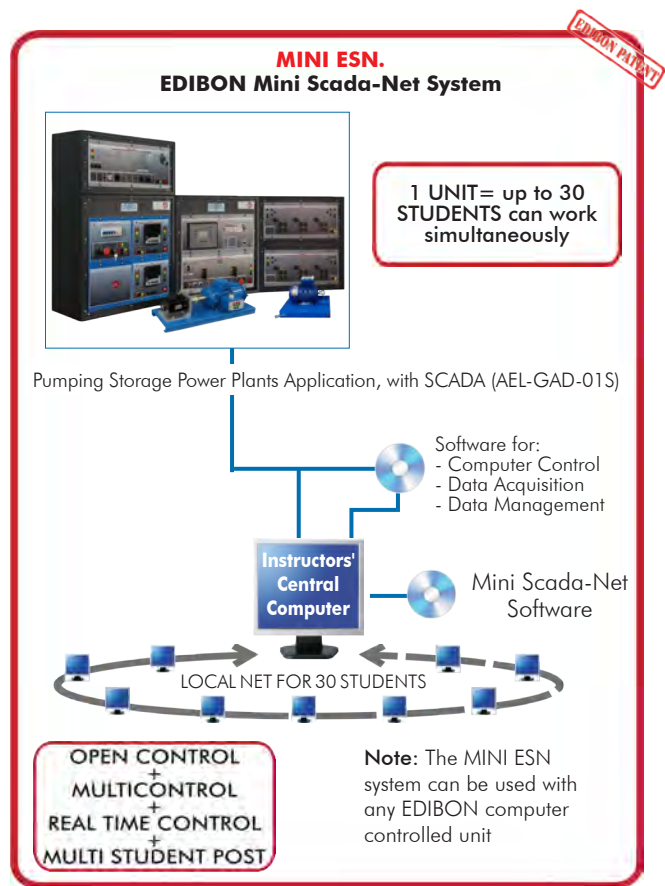 EDIBON PATENT
MINI ESN.
EDIBON Mini Scada-Net System
1 UNIT= up to 30
STUDENTS can work
simultaneously
Pumping Storage Power Plants Application, with SCADA (AEL-GAD-01S)
Software for:
- Computer Control
- Data Acquisition
- Data Management
Instructors'
Central
Computer
Mini Scada-Net
Software
LOCAL NET FOR 30 STUDENTS
OPEN CONTROL
+
MULTICONTROL
+
REAL TIME CONTROL
+
MULTI STUDENT POST
Note: The MINI ESN
system can be used with
any EDIBON computer
controlled unit